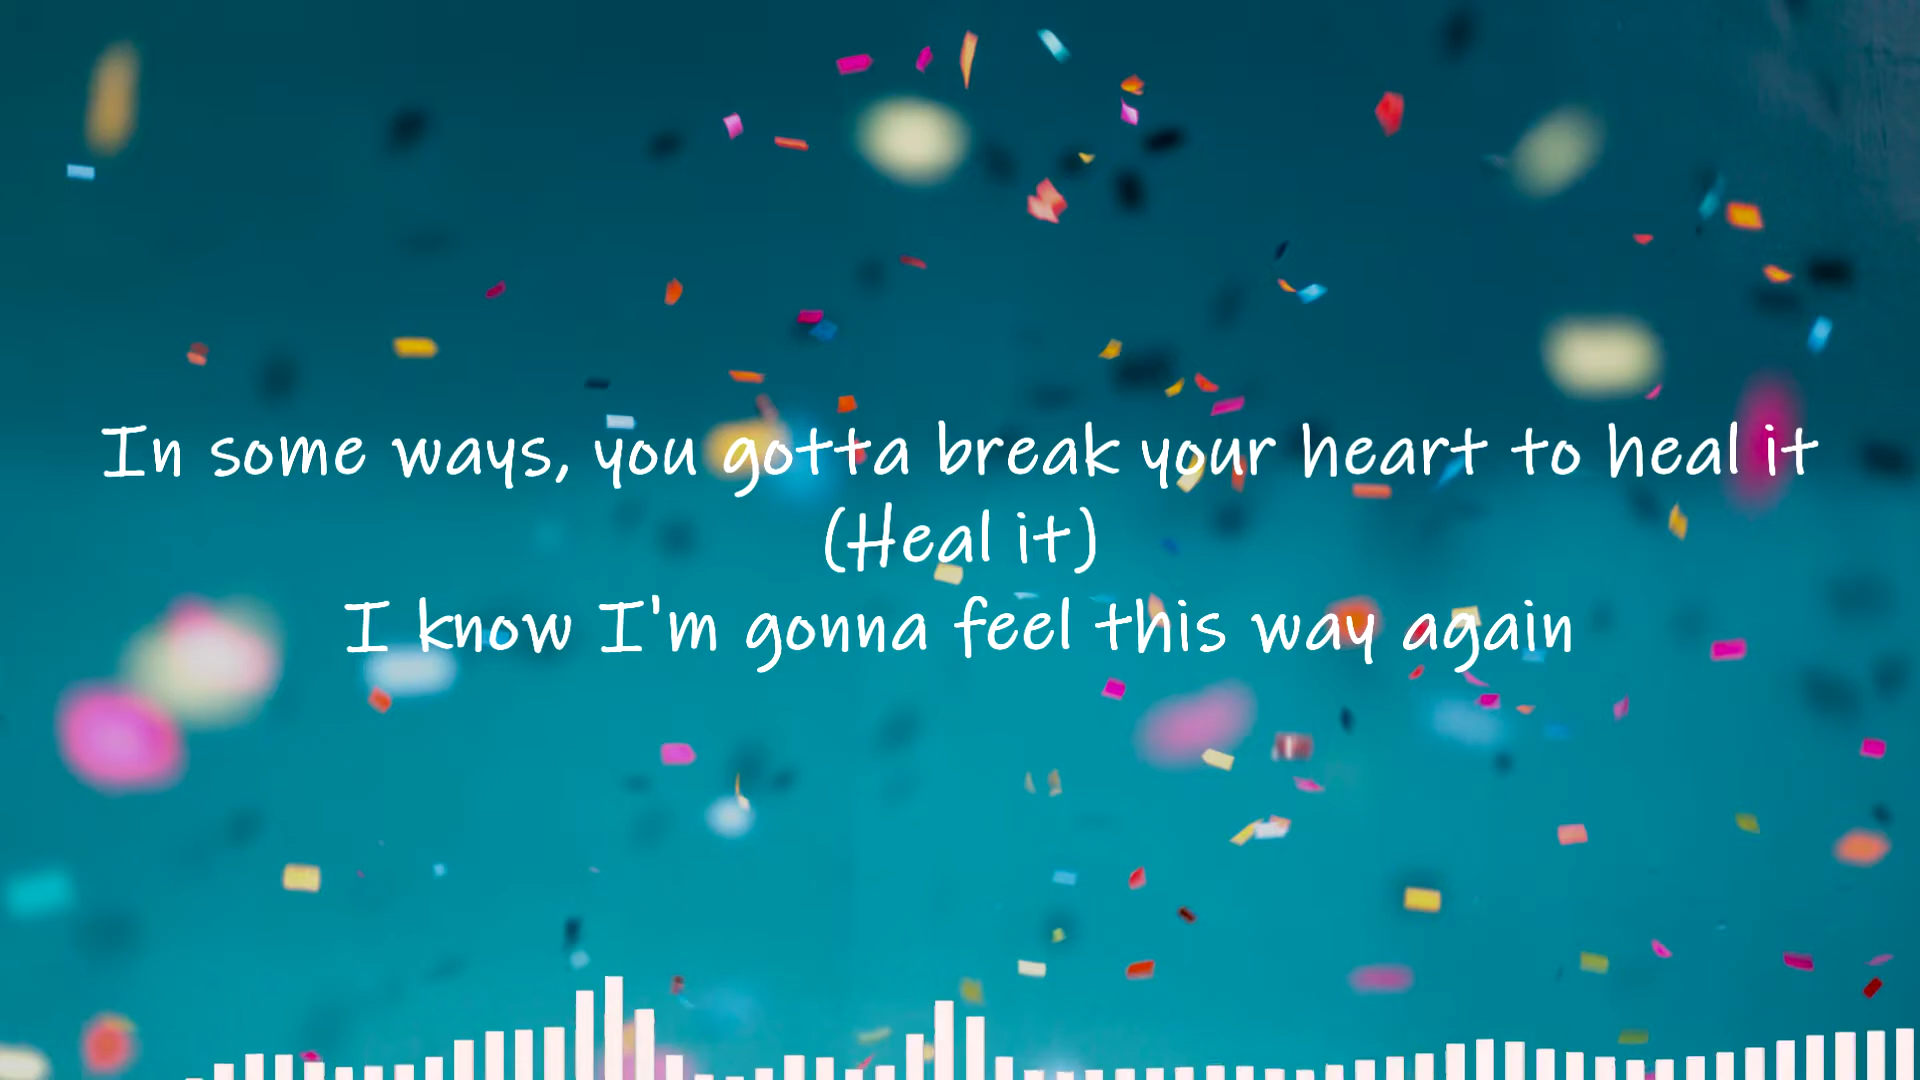 In some ways, you gotta break your heart to heal it
(Heal it)
I know I'm gonna feel this way again